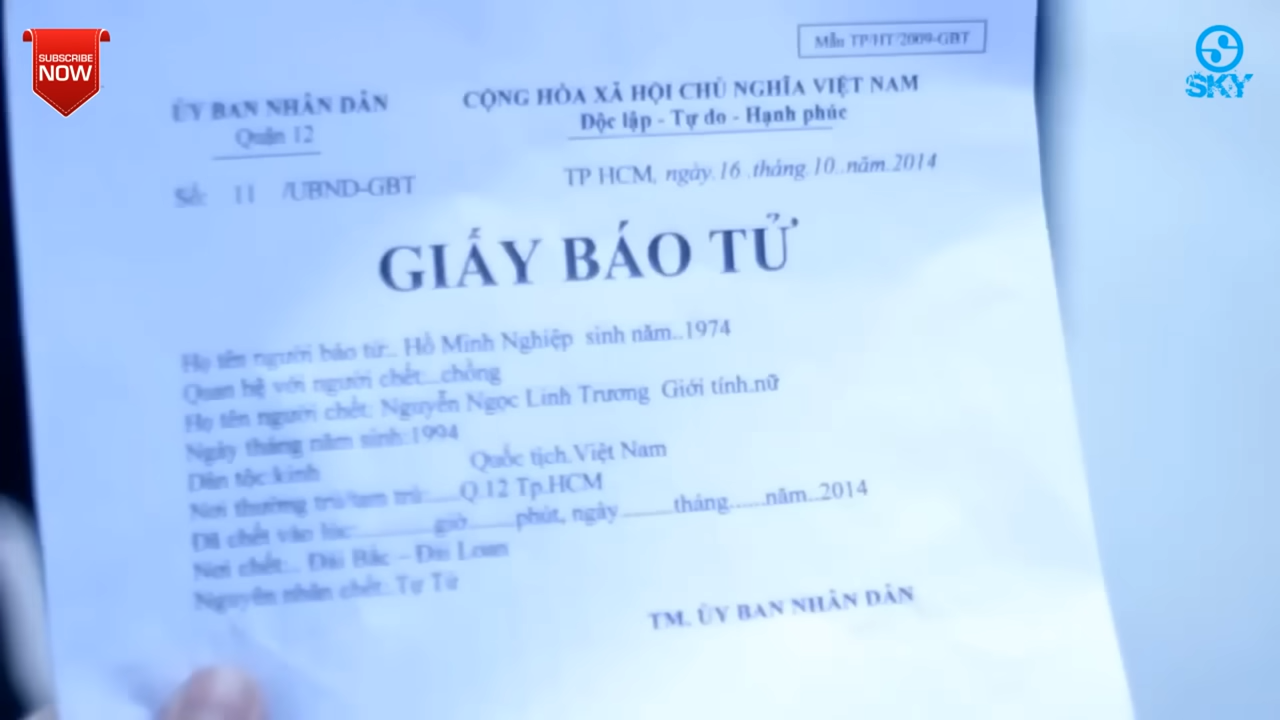 SUBSCRIBE
NOW
SKY
Mẫu TP/HT/2009-GBT
ỦY BAN NHÂN DÂN
CỘNG HÒA XÃ HỘI CHỦ NGHĨA VIỆT NAM
Quận 12
Độc lập - Tự do - Hạnh phúc
Số: 11 /UBND-GBT
TP HCM, ngày.16 .tháng.10..năm.2014
GIẤY BÁO TỬ
Họ tên người báo tử:.. Hồ Minh Nghiệp sinh năm..1974
Quan hệ với người chết:...chồng
Họ tên người chết: Nguyễn Ngọc Linh Trương Giới tính.nữ
Ngày tháng năm sinh:1994
Dân tộc:kinh Quốc tịch.Việt Nam
Nơi thường trú/tạm trú:......Q.12 Tp.HCM
Đã chết vào lúc:..............giờ........phút, ngày.........tháng......năm..2014
Nơi chết:.. Đài Bắc – Đài Loan
Nguyên nhân chết:.Tự Tử
TM. ỦY BAN NHÂN DÂN